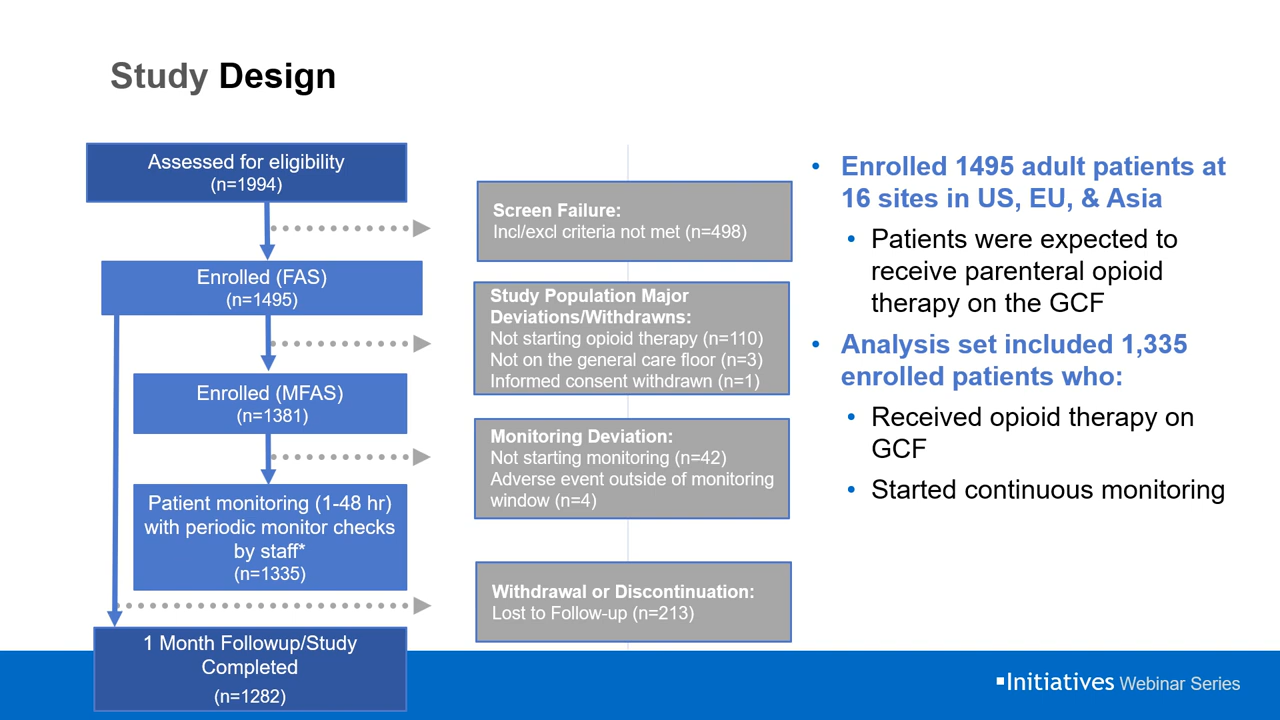 Study Design
Assessed for eligibility
(n=1994)
Screen Failure:
Incl/excl criteria not met (n=498)
Enrolled (FAS)
(n=1495)
Study Population Major
Deviations/Withdrawns:
Not starting opioid therapy (n=110)
Not on the general care floor (n=3)
Informed consent withdrawn (n=1)
Enrolled (MFAS)
(n=1381)
Monitoring Deviation:
Not starting monitoring (n=42)
Adverse event outside of monitoring
window (n=4)
Patient monitoring (1-48 hr)
with periodic monitor checks
by staff*
(n=1335)
Withdrawal or Discontinuation:
Lost to Follow-up (n=213)
1 Month Followup/Study
Completed
(n=1282)
• Enrolled 1495 adult patients at
16 sites in US, EU, & Asia
• Patients were expected to
receive parenteral opioid
therapy on the GCF
• Analysis set included 1,335
enrolled patients who:
• Received opioid therapy on
GCF
• Started continuous monitoring
▪Initiatives Webinar Series